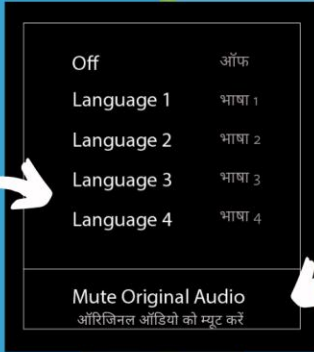 Off ऑफ
Language 1 भाषा 1
Language 2 भाषा 2
Language 3 भाषा 3
Language 4 भाषा 4
Mute Original Audio
ऑरिजिनल ऑडियो को म्यूट करें